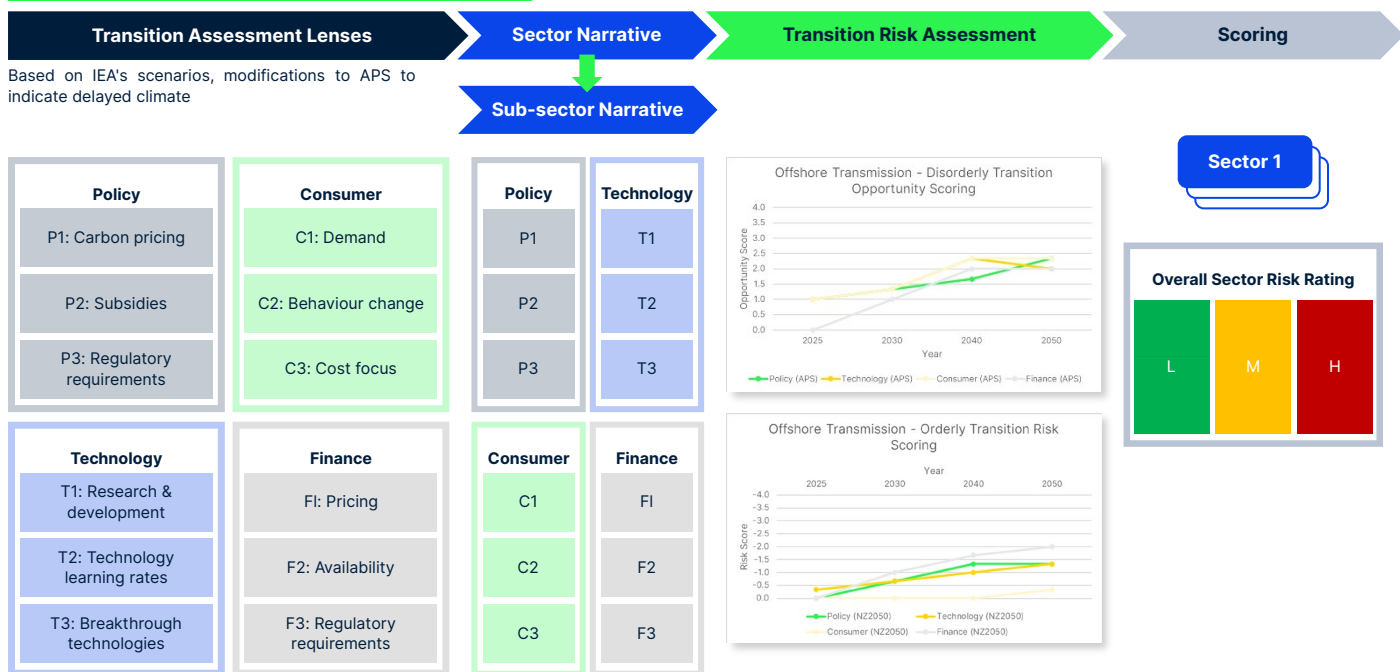 Transition Assessment Lenses
Sector Narrative
Transition Risk Assessment
Scoring
Based on IEA's scenarios, modifications to APS to
indicate delayed climate
Sub-sector Narrative
Policy
P1: Carbon pricing
P2: Subsidies
P3: Regulatory
requirements
Consumer
C1: Demand
C2: Behaviour change
C3: Cost focus
Technology
T1: Research &
development
T2: Technology
learning rates
T3: Breakthrough
technologies
Finance
FI: Pricing
F2: Availability
F3: Regulatory
requirements
Policy
P1
P2
P3
Technology
T1
T2
T3
Consumer
C1
C2
C3
Finance
FI
F2
F3
Offshore Transmission - Disorderly Transition
Opportunity Scoring
Opportunity Score
4.0
3.5
3.0
2.5
2.0
1.5
1.0
0.5
0.0
2025 2030 2040 2050
Year
Policy (APS) Technology (APS) Consumer (APS) Finance (APS)
Offshore Transmission - Orderly Transition Risk
Scoring
Year
2025 2030 2040 2050
Risk Score
-4.0
-3.5
-3.0
-2.5
-2.0
-1.5
-1.0
-0.5
0.0
Policy (NZ2050) Technology (NZ2050)
Consumer (NZ2050) Finance (NZ2050)
Sector 1
Overall Sector Risk Rating
L M H